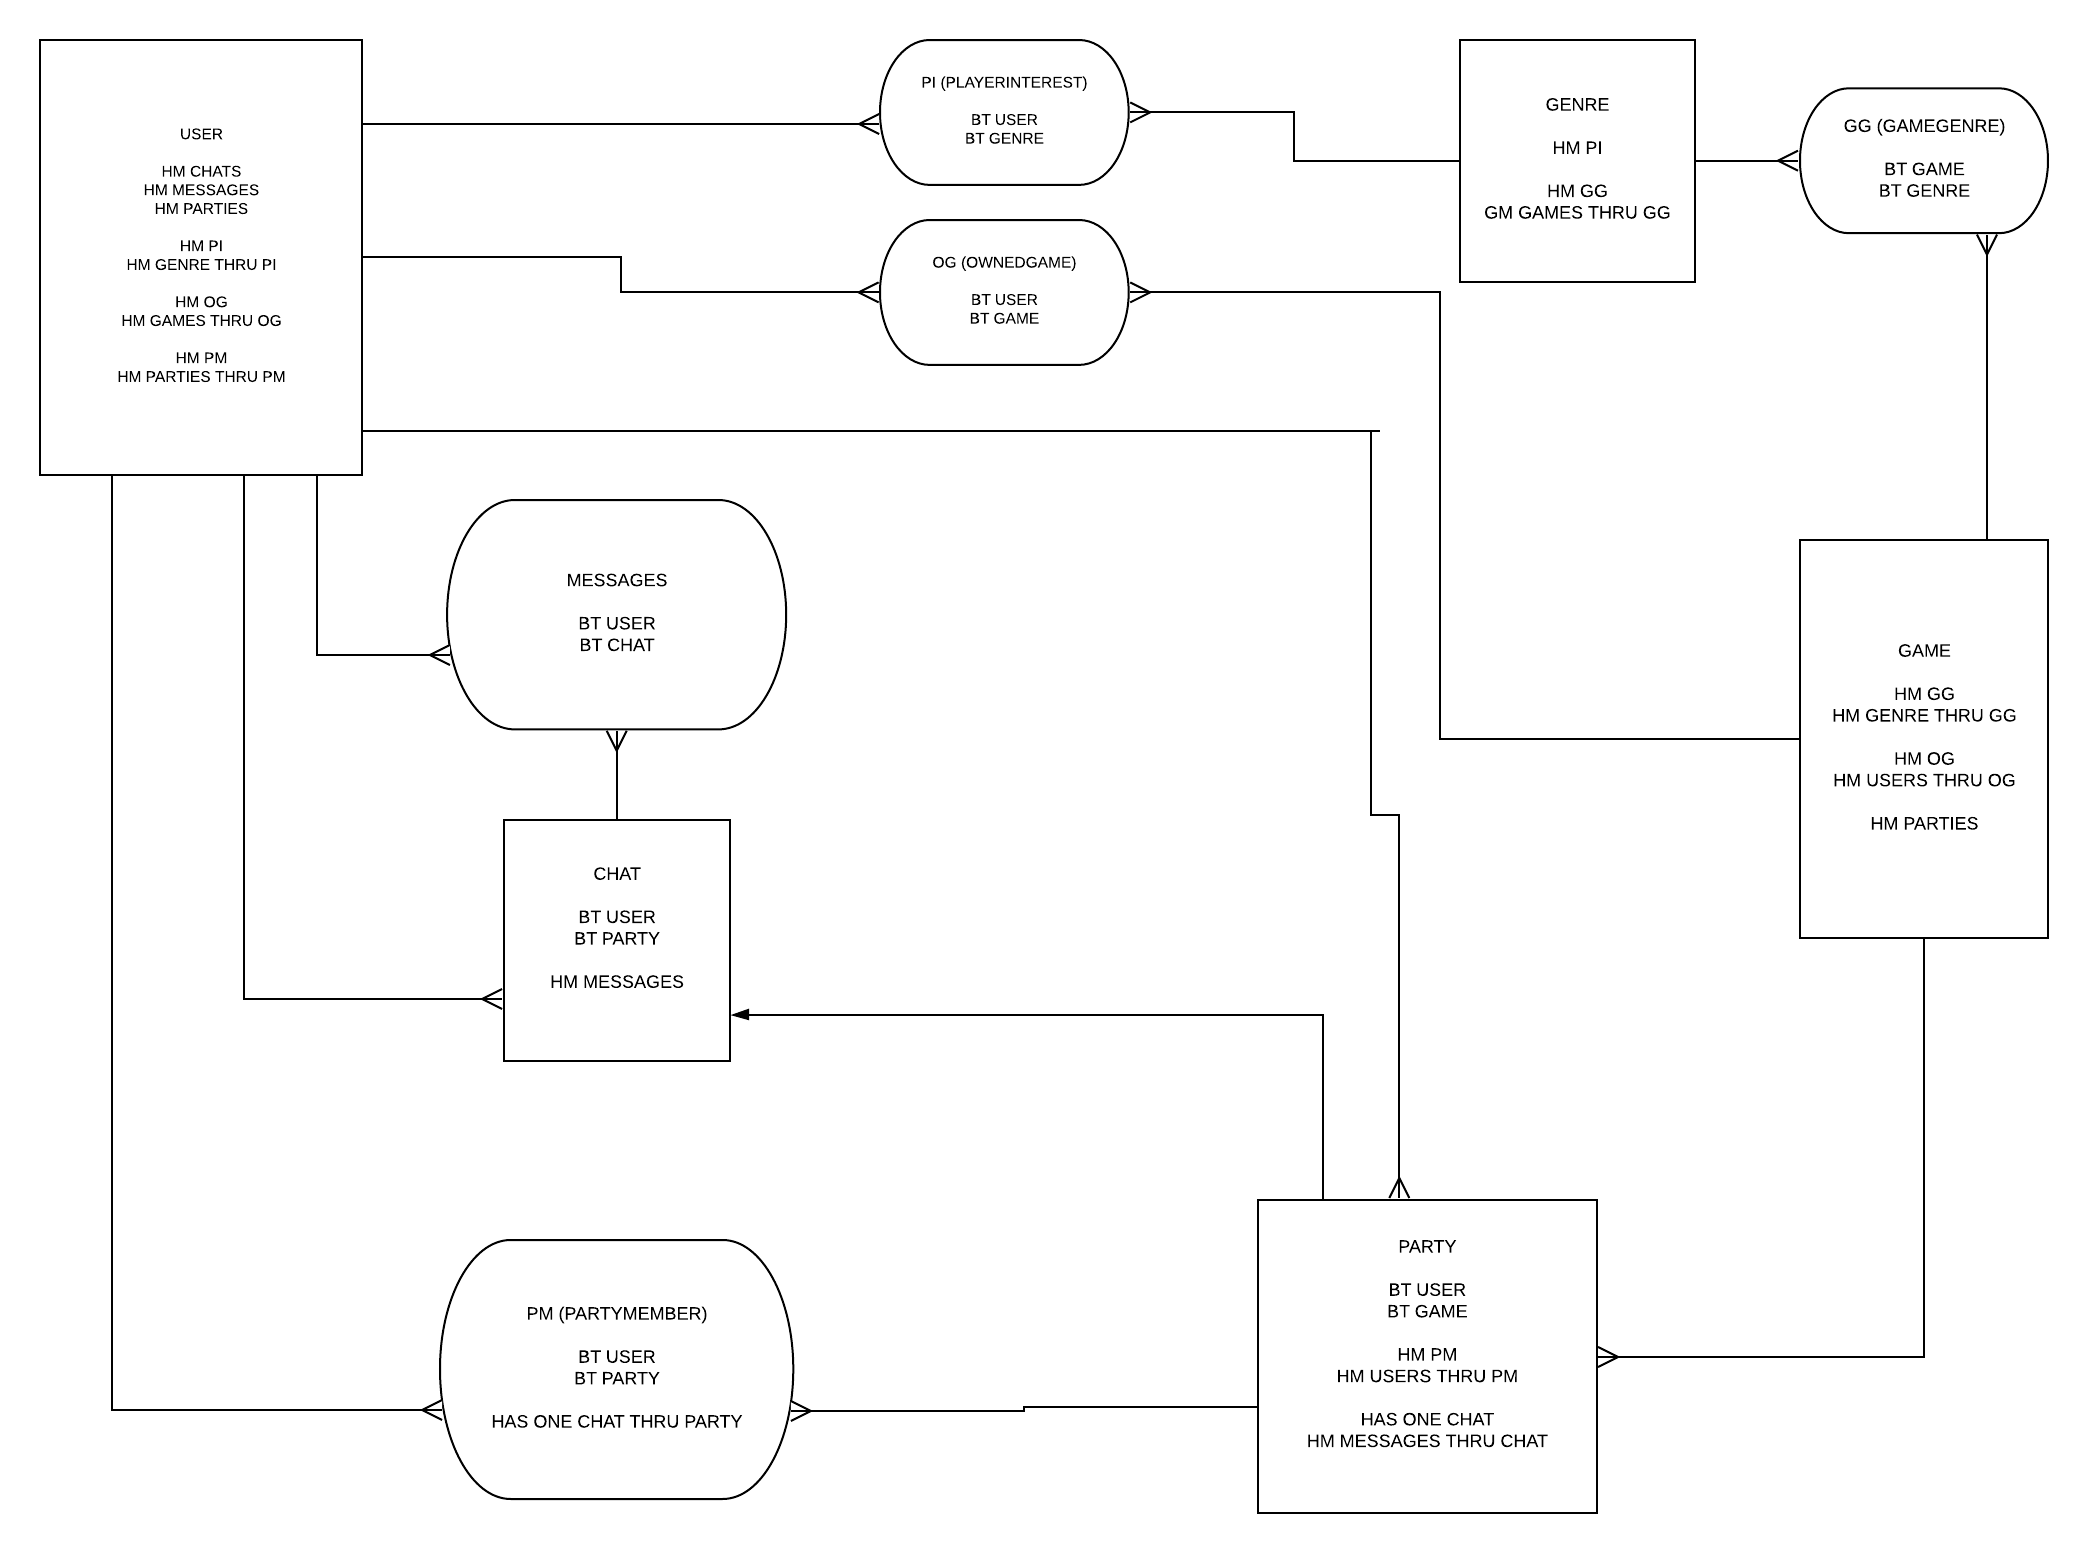 USER
HM CHATS
HM MESSAGES
HM PARTIES
HM PI
HM GENRE THRU PI
HM OG
HM GAMES THRU OG
HM PM
HM PARTIES THRU PM
PI (PLAYERINTEREST)
BT USER
BT GENRE
OG (OWNEDGAME)
BT USER
BT GAME
GENRE
HM PI
HM GG
GM GAMES THRU GG
GG (GAMEGENRE)
BT GAME
BT GENRE
MESSAGES
BT USER
BT CHAT
GAME
HM GG
HM GENRE THRU GG
HM OG
HM USERS THRU OG
HM PARTIES
CHAT
BT USER
BT PARTY
HM MESSAGES
PM (PARTYMEMBER)
BT USER
BT PARTY
HAS ONE CHAT THRU PARTY
PARTY
BT USER
BT GAME
HM PM
HM USERS THRU PM
HAS ONE CHAT
HM MESSAGES THRU CHAT